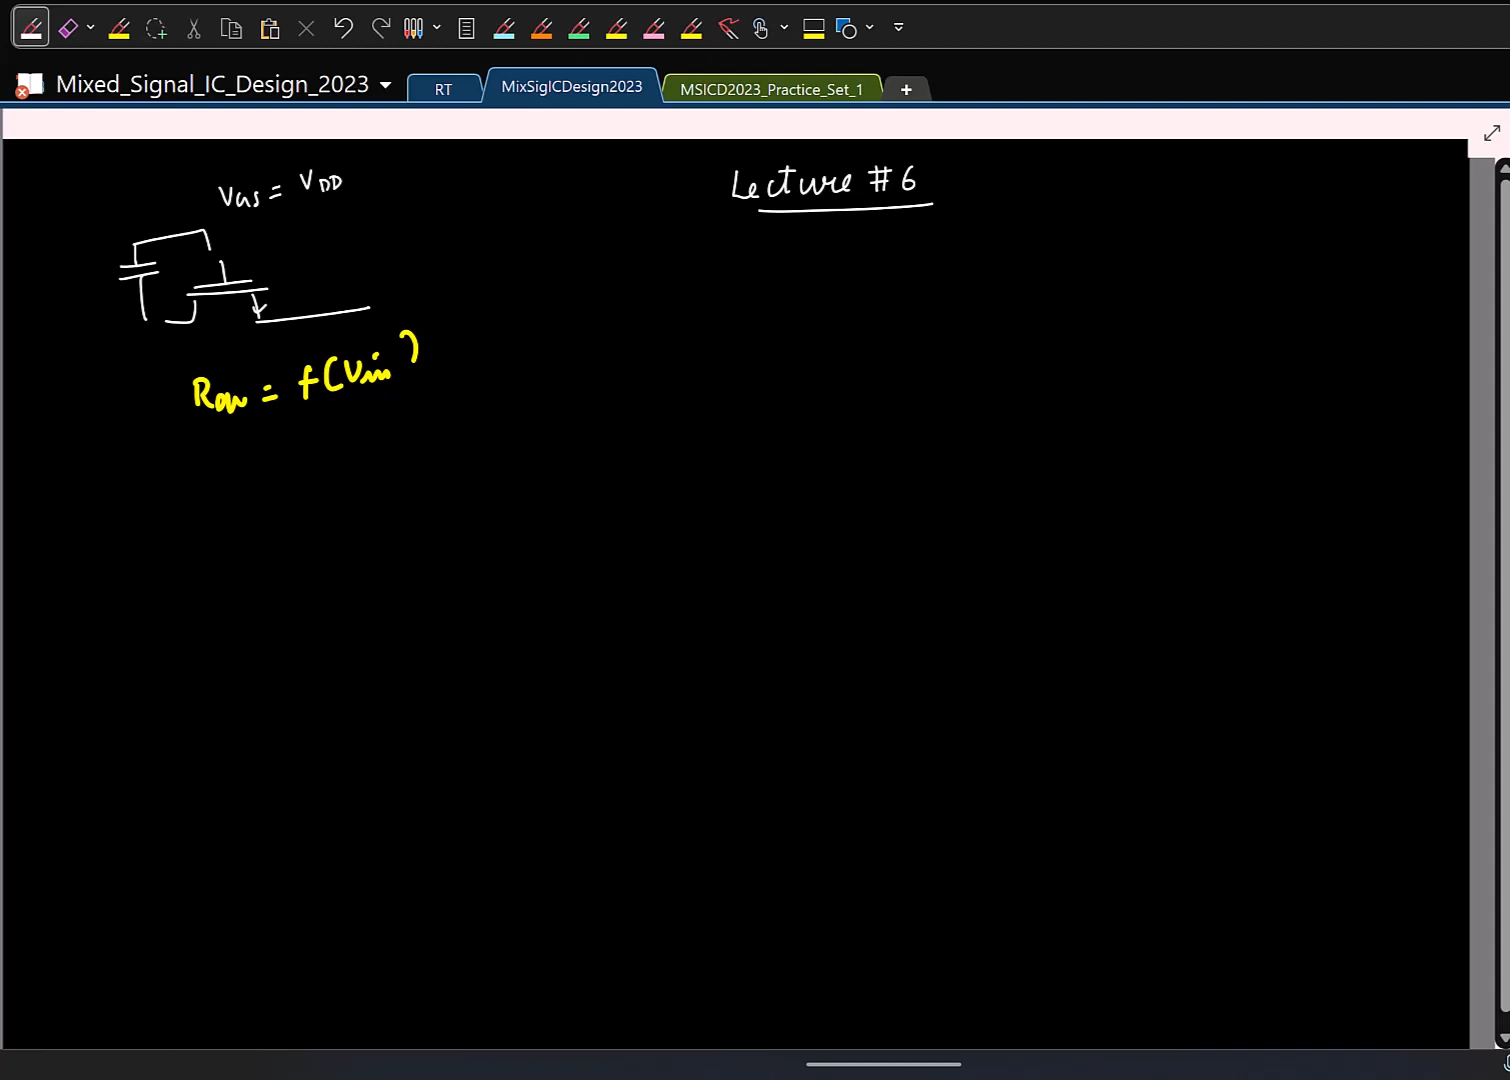 Mixed_Signal_IC_Design_2023
RT
MixSigICDesign2023
MSICD2023_Practice_Set_1
Lecture #6
VGS = VDD
Ron = f(Vin)